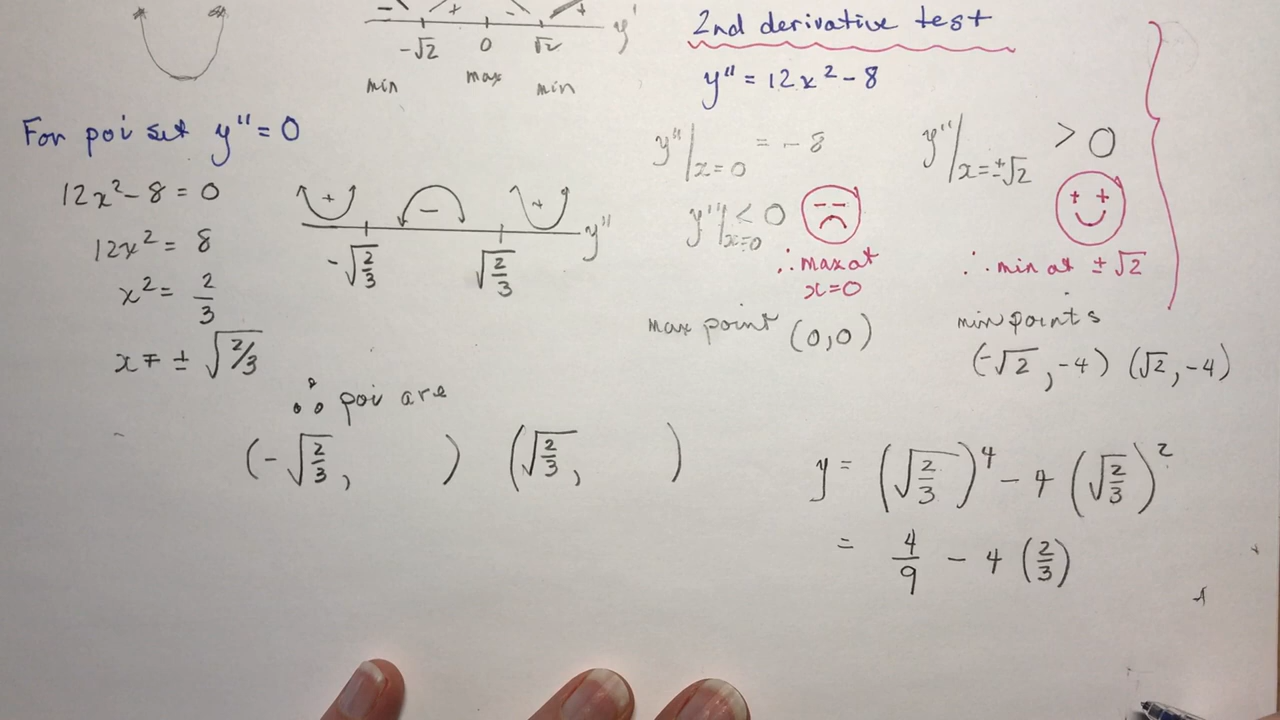 - + - + y'
-√2 0 √2
min max min
2nd derivative test
y'' = 12x² - 8
For poi set y'' = 0
12x² - 8 = 0
12x² = 8
x² = 2/3
x = ± √2/3
+ - + y''
-√2/3 √2/3
y''|x=0 = -8
y''|x=0 < 0
∴ max at
x=0
max point (0,0)
y''|x=±√2 > 0
∴ min at ±√2
min points
(-√2, -4) (√2, -4)
∴ poi are
(-√2/3, ) (√2/3, )
y = (√2/3)⁴ - 4(√2/3)²
= 4/9 - 4(2/3)